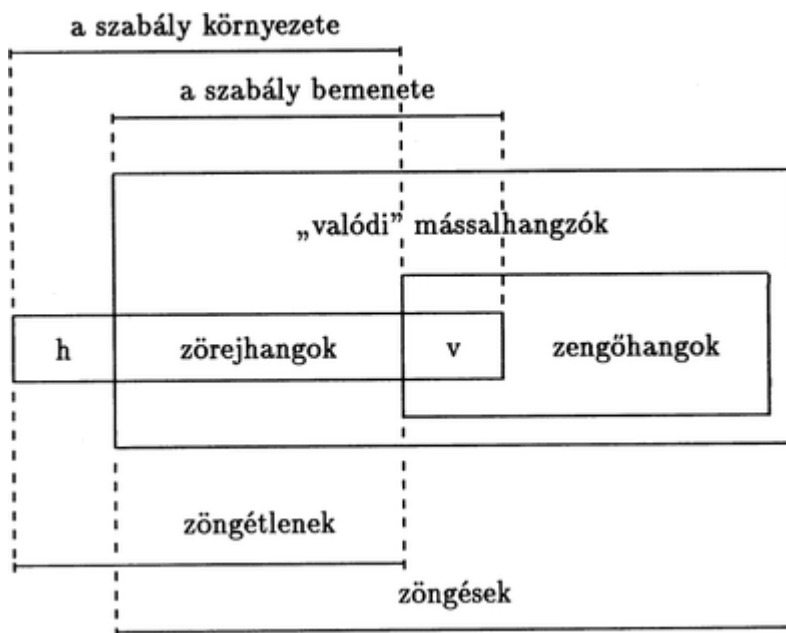 a szabály környezete
a szabály bemenete
„valódi” mássalhangzók
h zörejhangok v zengőhangok
zöngétlenek
zöngések